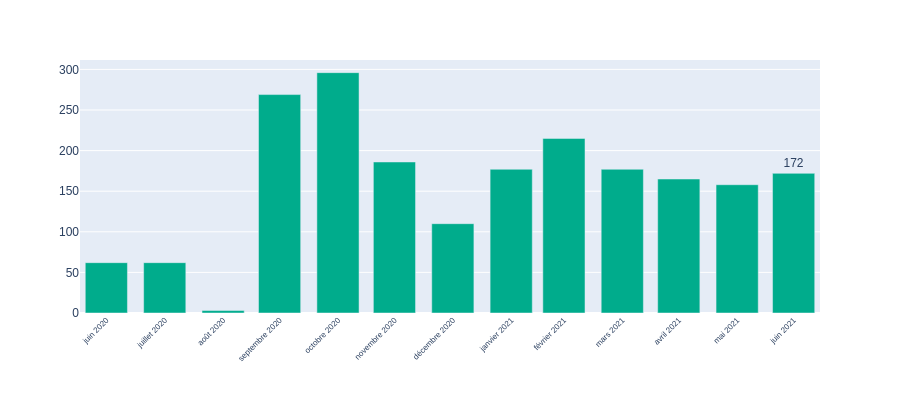 300
250
200
150
100
50
0
172
juin 2020
juillet 2020
août 2020
septembre 2020
octobre 2020
novembre 2020
décembre 2020
janvier 2021
février 2021
mars 2021
avril 2021
mai 2021
juin 2021